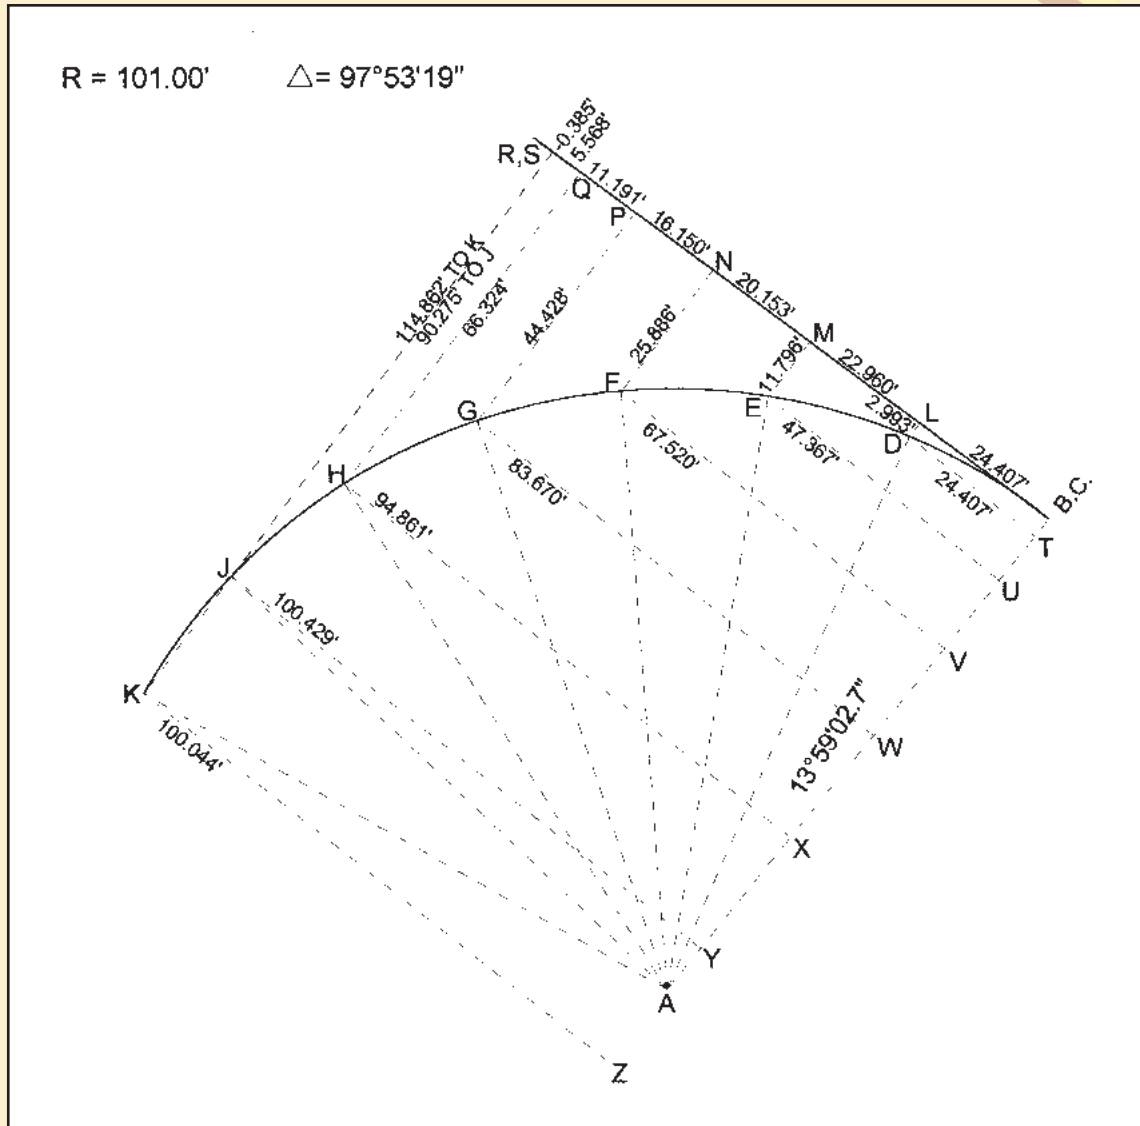 R = 101.00' △= 97°53'19"
-0.385'
5.568'
R,S
Q
11.191'
P
16.150'
N
20.153'
M
22.960'
L
24.407'
B.C.
114.862' TO K
90.275' TO J
66.324'
44.428'
25.886'
11.796'
2.993"
F
E
D
G
H
J
K
47.367'
24.407'
67.520'
83.670'
94.861'
100.429'
100.044'
T
U
V
W
13°59'02.7"
X
Y
A
Z